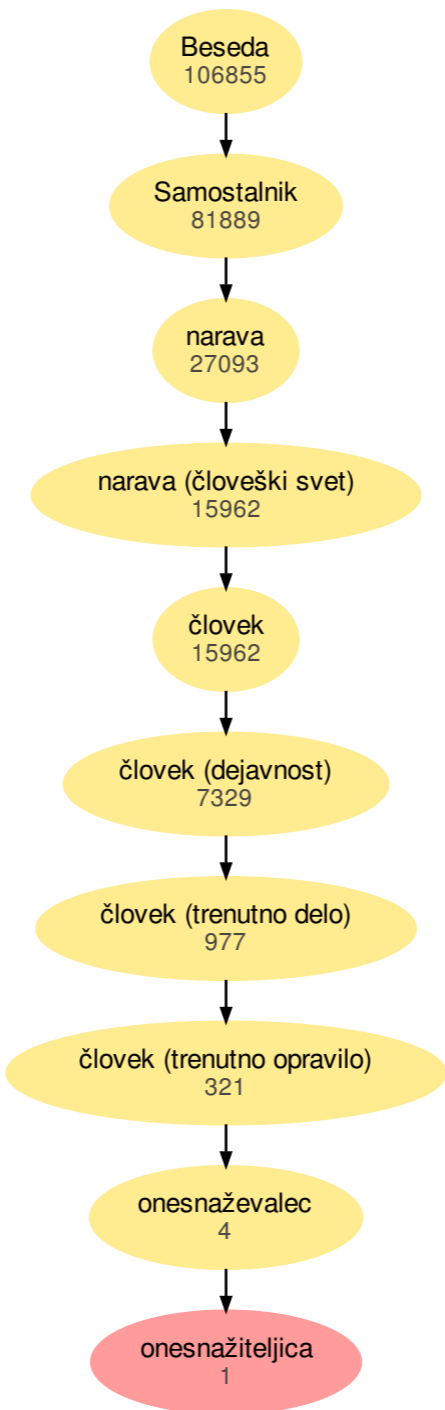 Beseda
106855
Samostalnik
81889
narava
27093
narava (človeški svet)
15962
človek
15962
človek (dejavnost)
7329
človek (trenutno delo)
977
človek (trenutno opravilo)
321
onesnaževalec
4
onesnažiteljica
1